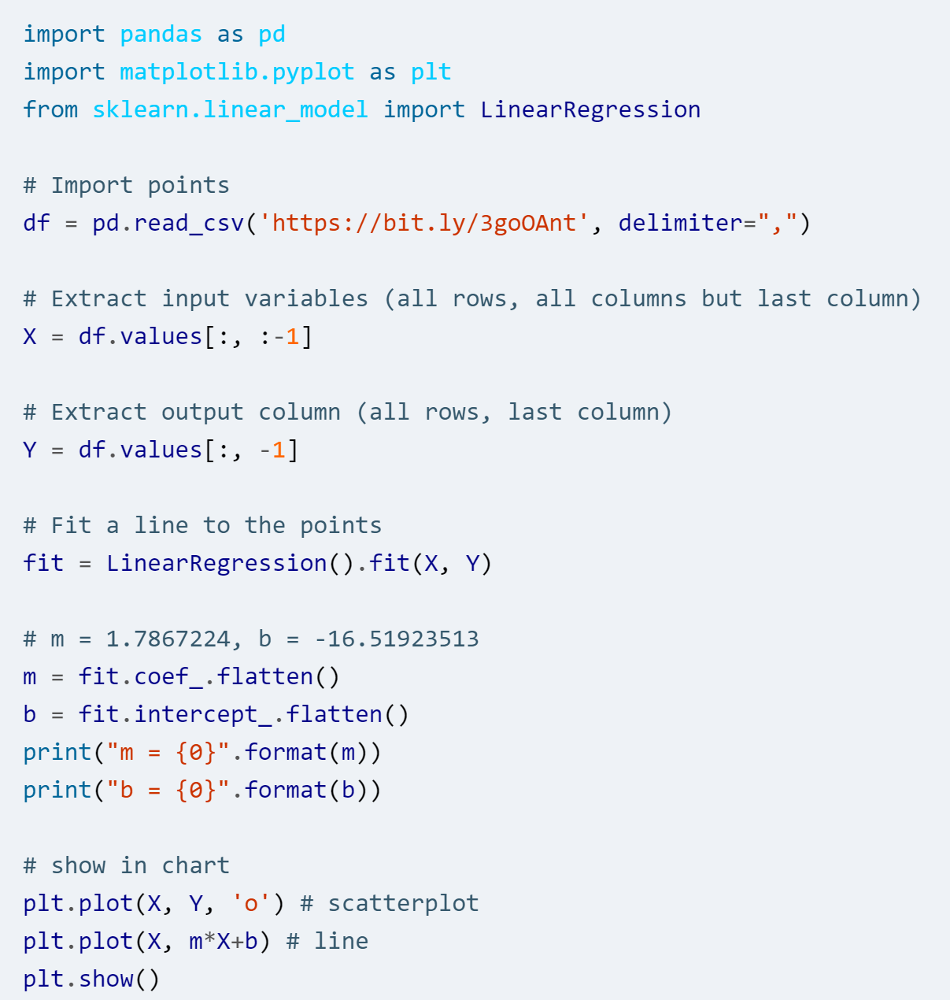 import pandas as pd
import matplotlib.pyplot as plt
from sklearn.linear_model import LinearRegression
# Import points
df = pd.read_csv('https://bit.ly/3goOAnt', delimiter=",")
# Extract input variables (all rows, all columns but last column)
X = df.values[:, :-1]
# Extract output column (all rows, last column)
Y = df.values[:, -1]
# Fit a line to the points
fit = LinearRegression().fit(X, Y)
# m = 1.7867224, b = -16.51923513
m = fit.coef_.flatten()
b = fit.intercept_.flatten()
print("m = {0}".format(m))
print("b = {0}".format(b))
# show in chart
plt.plot(X, Y, 'o') # scatterplot
plt.plot(X, m*X+b) # line
plt.show()